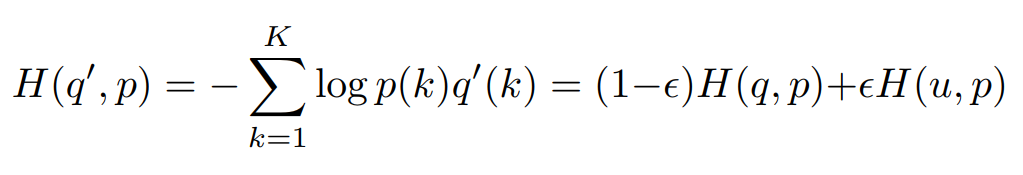 H(q′, p) = − ∑_{k=1}^{K} log p(k)q′(k) = (1−ϵ)H(q, p)+ϵH(u, p)